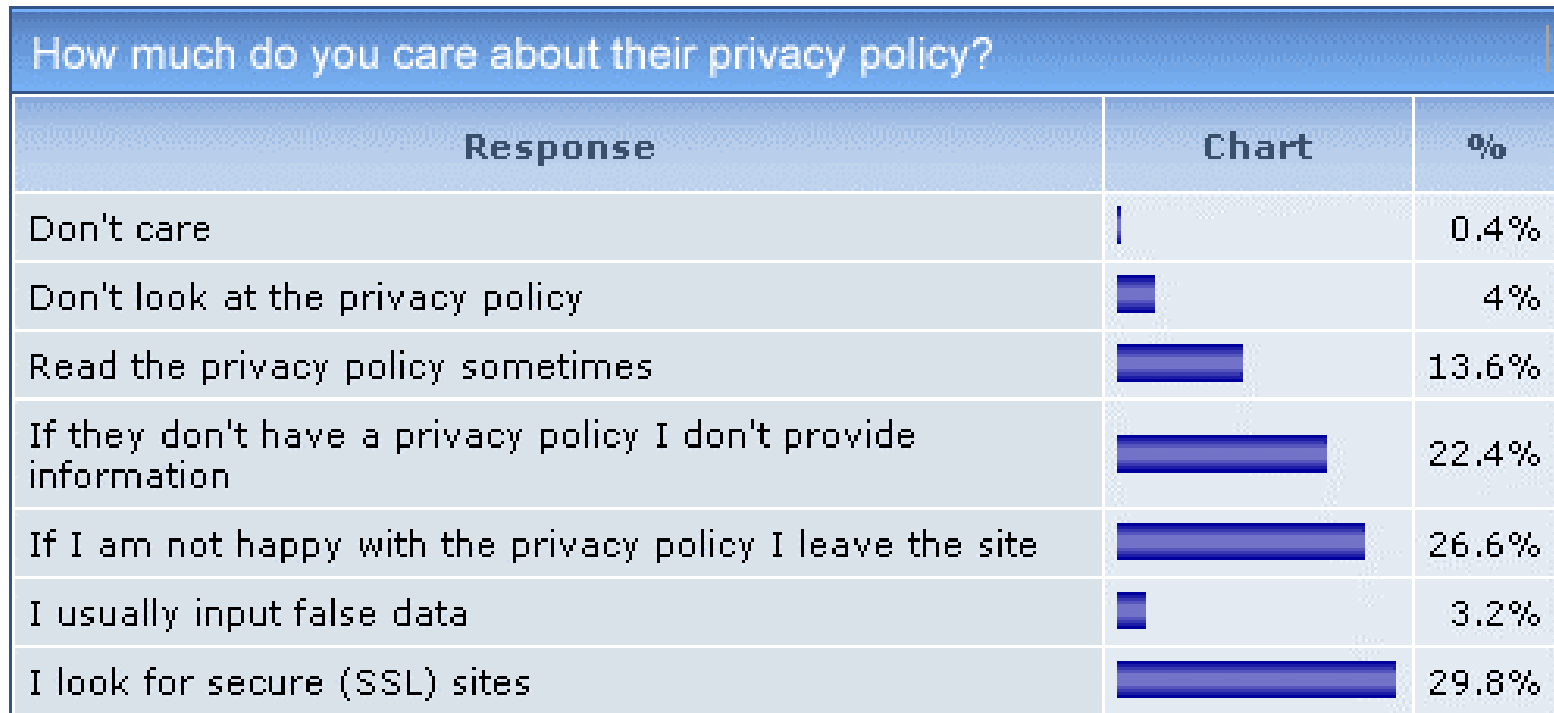 How much do you care about their privacy policy?
Response Chart %
Don't care 0.4%
Don't look at the privacy policy 4%
Read the privacy policy sometimes 13.6%
If they don't have a privacy policy I don't provide
information 22.4%
If I am not happy with the privacy policy I leave the site 26.6%
I usually input false data 3.2%
I look for secure (SSL) sites 29.8%